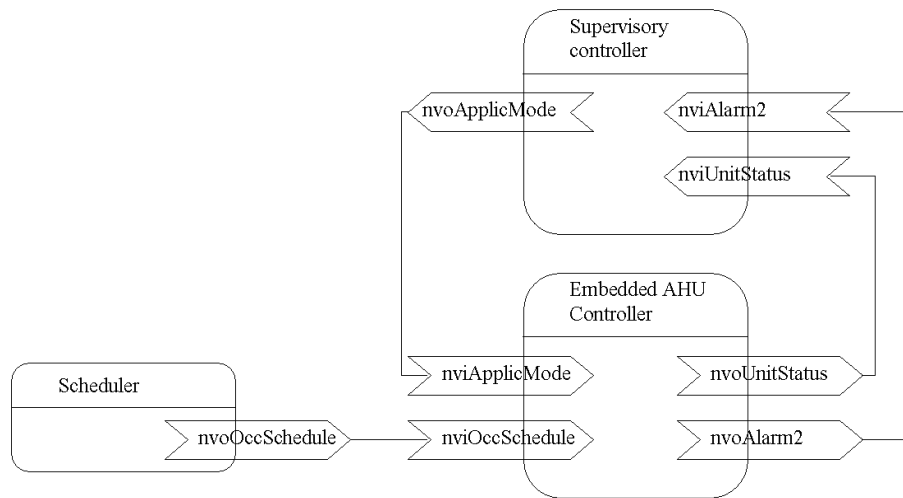 Supervisory
controller
nvoApplicMode
nviAlarm2
nviUnitStatus
Embedded AHU
Controller
nviApplicMode
nvoUnitStatus
Scheduler
nvoOccSchedule
nviOccSchedule
nvoAlarm2